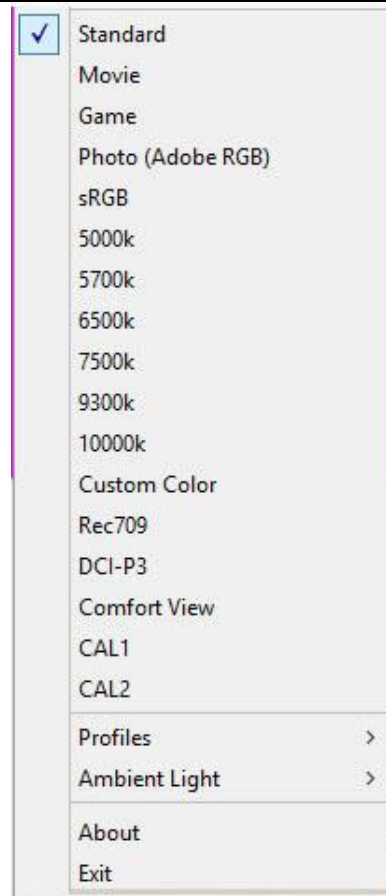 Standard
Movie
Game
Photo (Adobe RGB)
sRGB
5000k
5700k
6500k
7500k
9300k
10000k
Custom Color
Rec709
DCI-P3
Comfort View
CAL1
CAL2
Profiles
Ambient Light
About
Exit